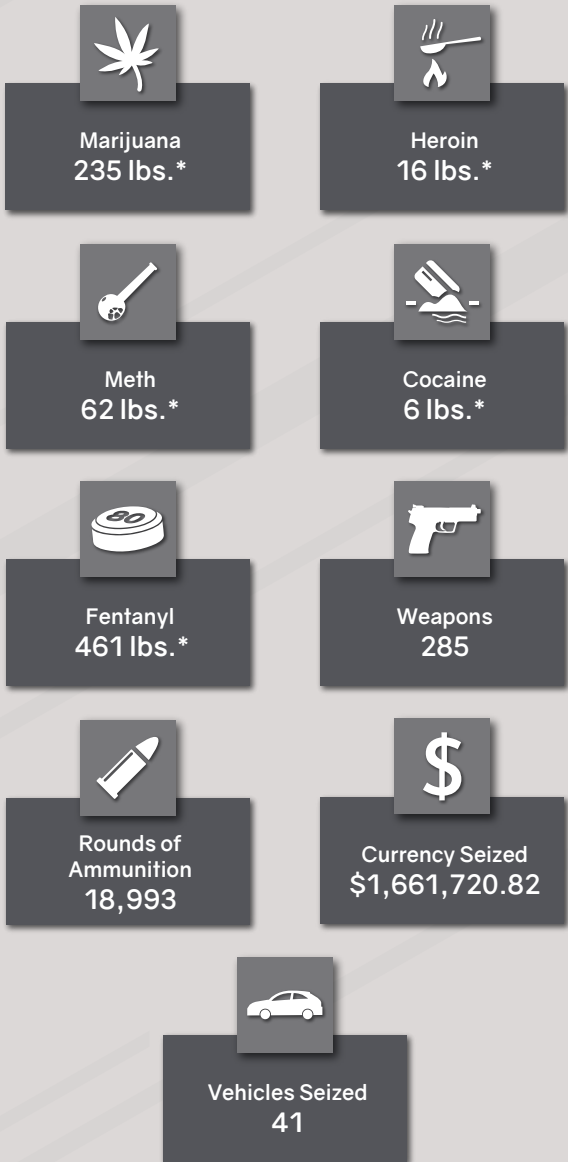 Marijuana
235 lbs.*
Heroin
16 lbs.*
Meth
62 lbs.*
Cocaine
6 lbs.*
80
Fentanyl
461 lbs.*
Weapons
285
Rounds of
Ammunition
18,993
$
Currency Seized
$1,661,720.82
Vehicles Seized
41